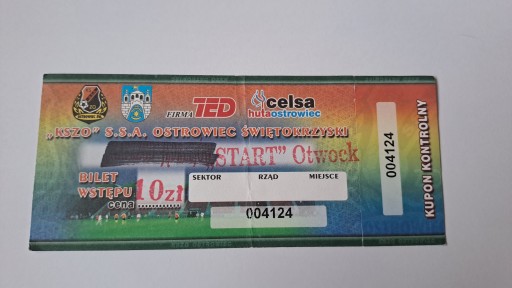 FIRMA TED
celsa
hutaostrowiec
„KSZO” S.S.A. OSTROWIEC ŚWIĘTOKRZYSKI
START” Otwock
BILET
WSTĘPU 10zł
cena
SEKTOR RZĄD MIEJSCE
004124
004124
KUPON KONTROLNY